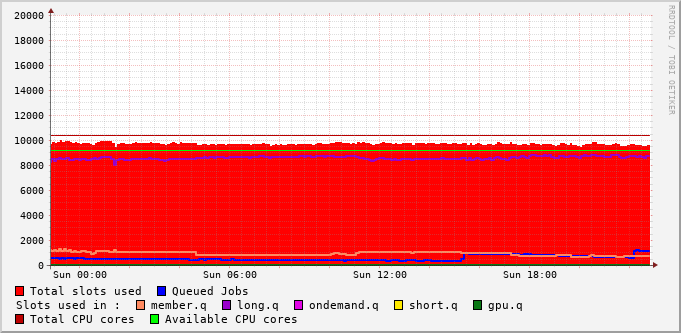 20000
18000
16000
14000
12000
10000
8000
6000
4000
2000
0
Sun 00:00 Sun 06:00 Sun 12:00 Sun 18:00
Total slots used Queued Jobs
Slots used in : member.q long.q ondemand.q short.q gpu.q
Total CPU cores Available CPU cores
RRDTOOL / TOBI OETIKER